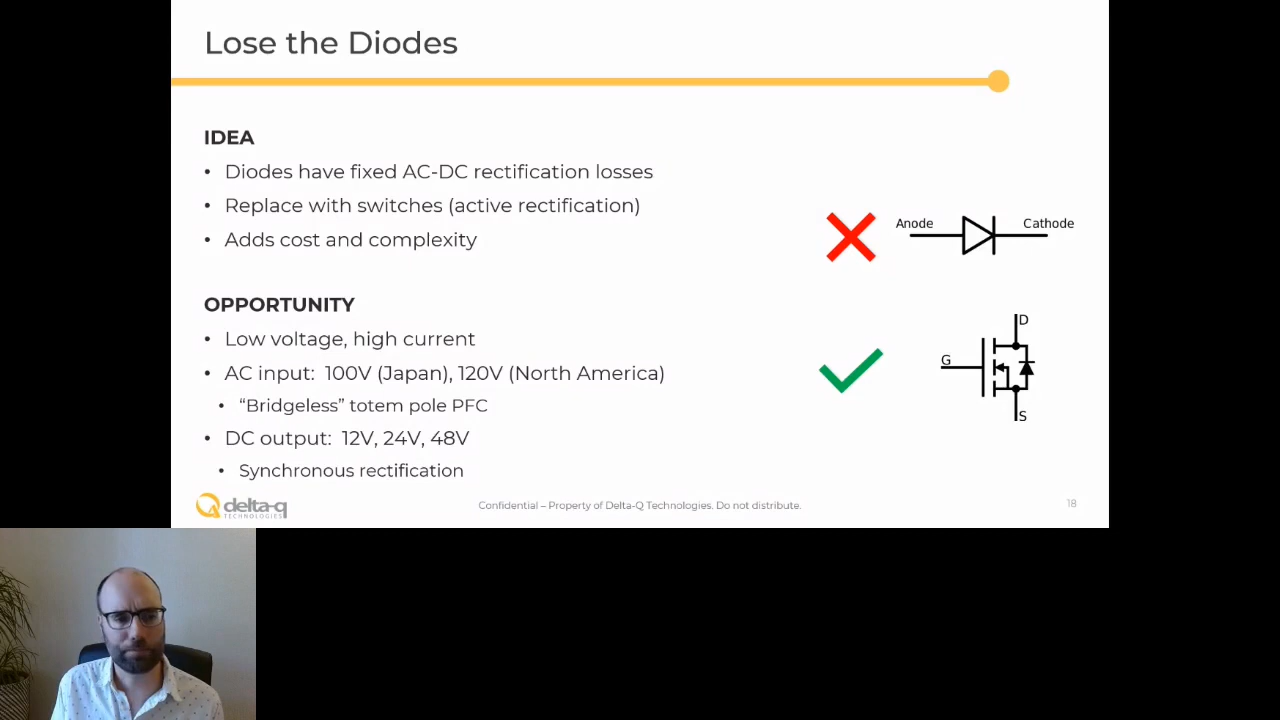 Lose the Diodes
IDEA
• Diodes have fixed AC-DC rectification losses
• Replace with switches (active rectification)
• Adds cost and complexity
Anode
Cathode
OPPORTUNITY
• Low voltage, high current
• AC input: 100V (Japan), 120V (North America)
• “Bridgeless” totem pole PFC
• DC output: 12V, 24V, 48V
• Synchronous rectification
D
G
S
delta-q
TECHNOLOGIES
Confidential – Property of Delta-Q Technologies. Do not distribute.
18